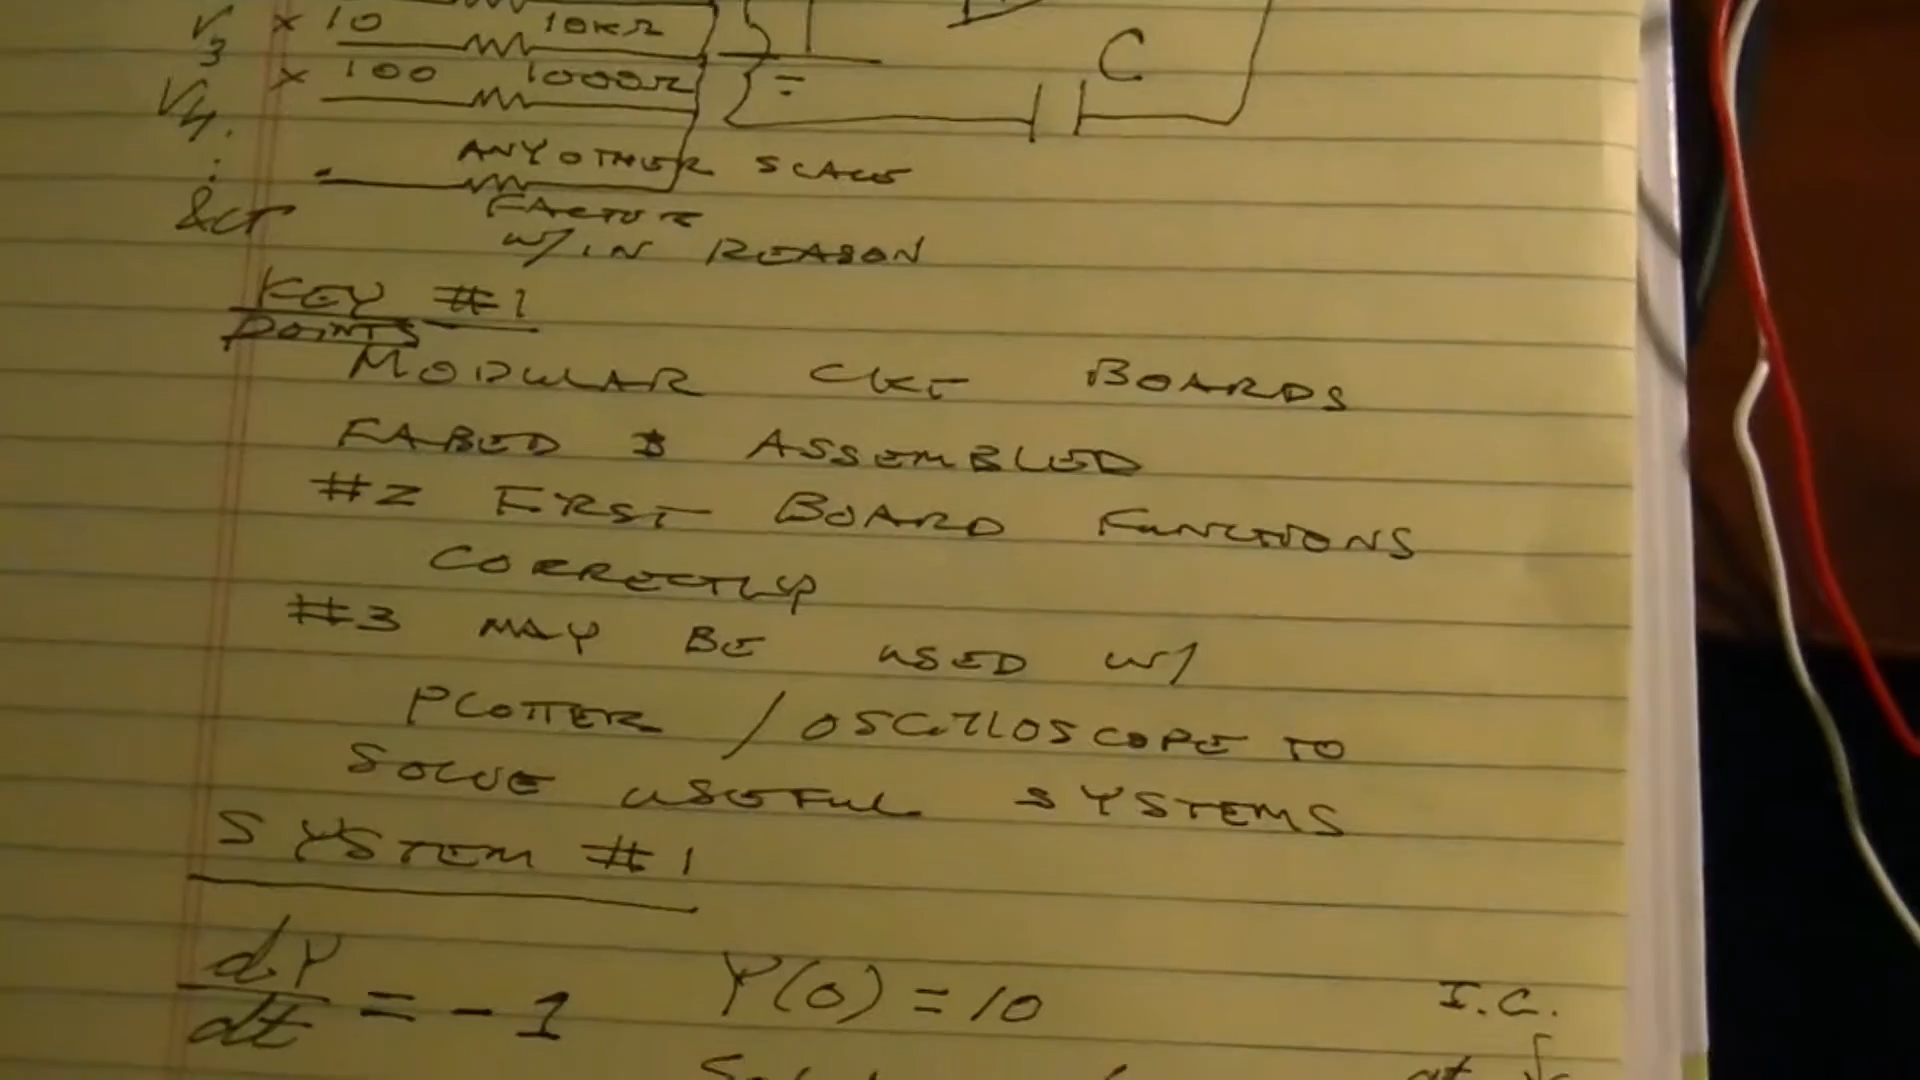 V3 × 10 10KΩ
C
V4 × 100 1000Ω
ANY OTHER SCALE
&CT FACTOR
W/IN REASON
KEY #1
POINTS
MODULAR CKT BOARDS
FABED & ASSEMBLED
#2 FIRST BOARD FUNCTIONS
CORRECTLY
#3 MAY BE USED W/
PLOTTER / OSCILLOSCOPE TO
SOLVE USEFUL SYSTEMS
SYSTEM #1
dY/dt = -1 Y(0) = 10 I.C.
at